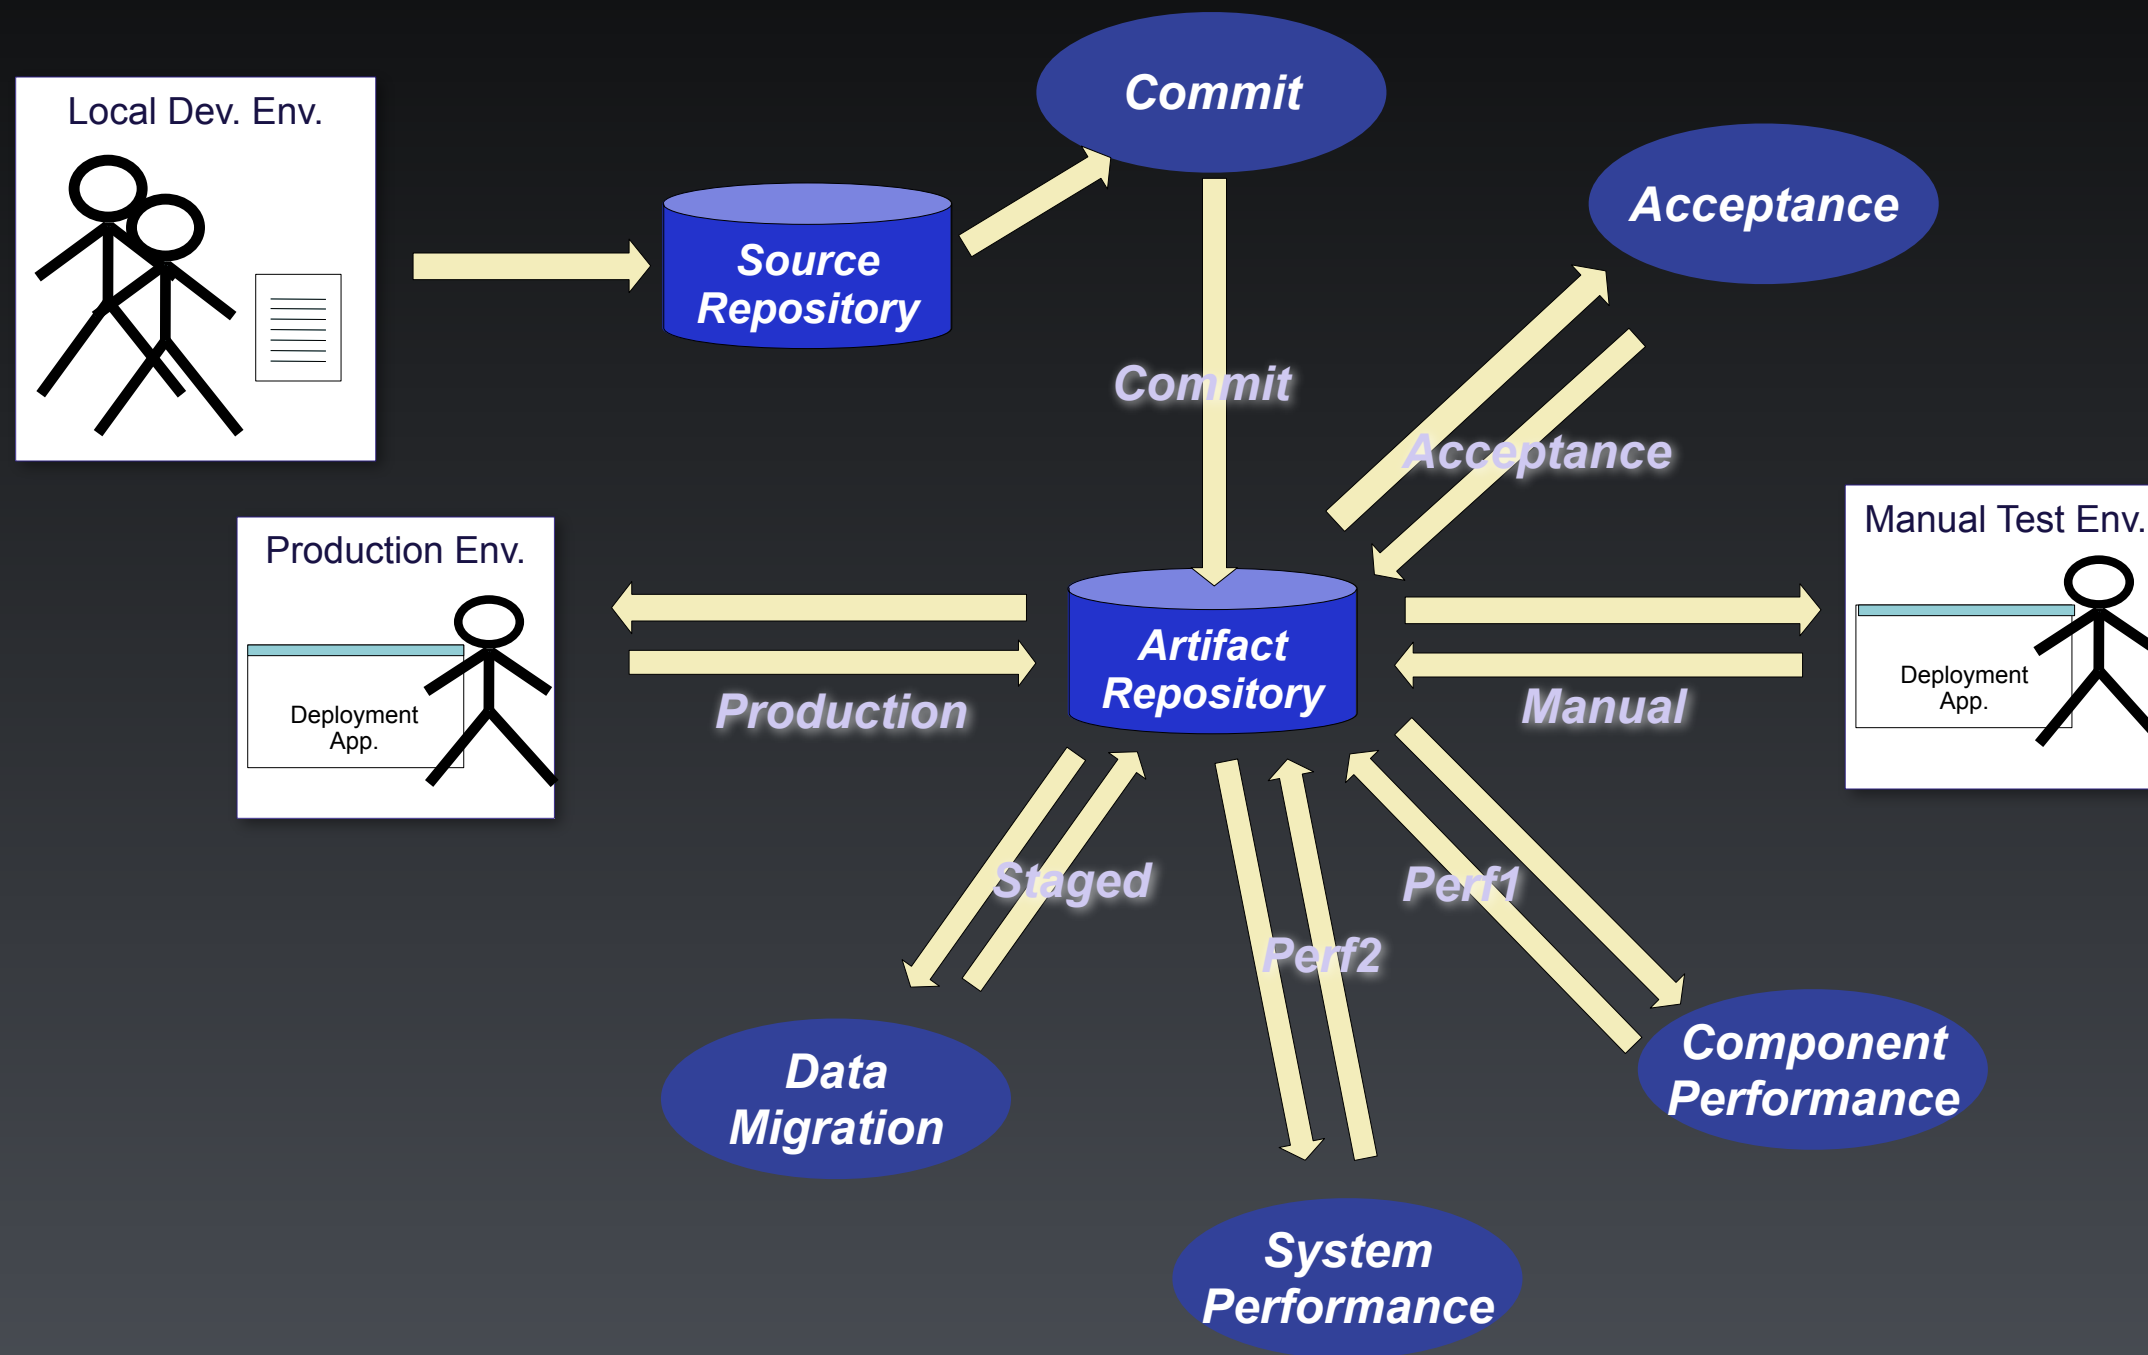 Commit
Local Dev. Env.
Acceptance
Source
Repository
Commit
Acceptance
Manual Test Env.
Production Env.
Artifact
Repository
Deployment
App.
Deployment
App.
Production
Manual
Staged
Perf1
Perf2
Component
Performance
Data
Migration
System
Performance